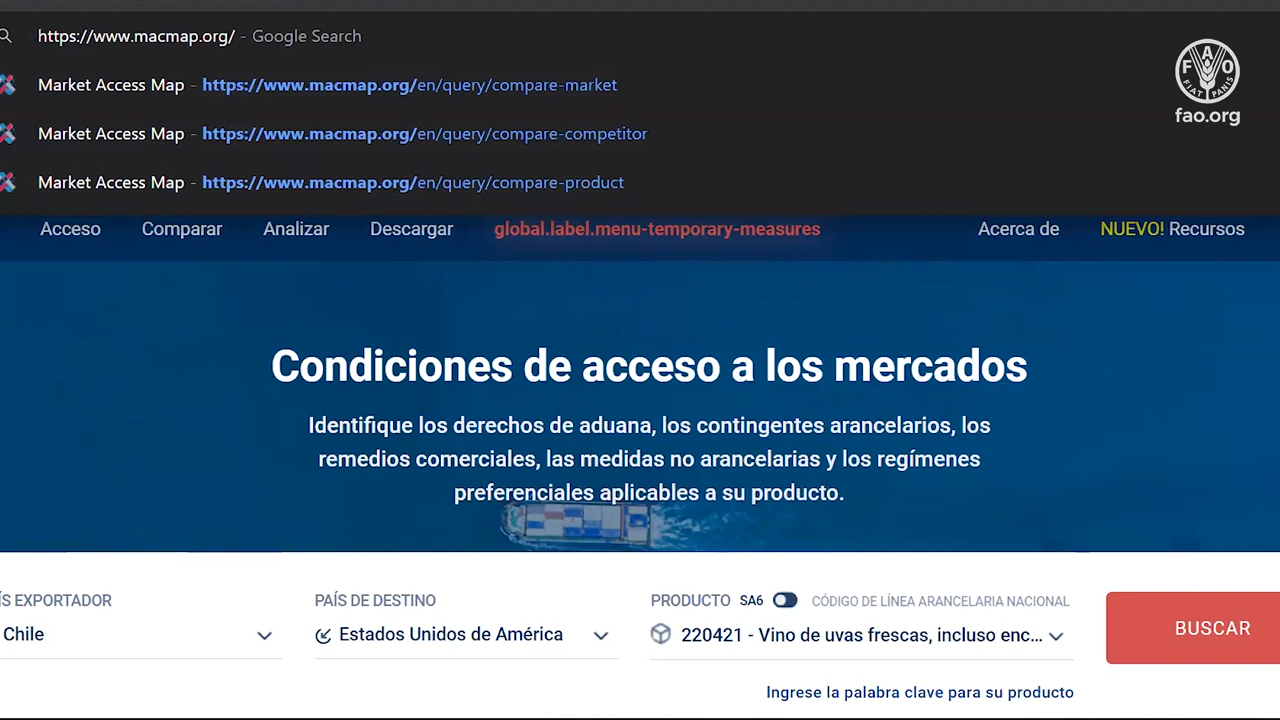 https://www.macmap.org/ - Google Search
Market Access Map - https://www.macmap.org/en/query/compare-market
Market Access Map - https://www.macmap.org/en/query/compare-competitor
Market Access Map - https://www.macmap.org/en/query/compare-product
F A O
FIAT PANIS
fao.org
Acceso Comparar Analizar Descargar global.label.menu-temporary-measures Acerca de NUEVO! Recursos
Condiciones de acceso a los mercados
Identifique los derechos de aduana, los contingentes arancelarios, los
remedios comerciales, las medidas no arancelarias y los regímenes
preferenciales aplicables a su producto.
ÍS EXPORTADOR PAÍS DE DESTINO PRODUCTO SA6 CÓDIGO DE LÍNEA ARANCELARIA NACIONAL
Chile Estados Unidos de América 220421 - Vino de uvas frescas, incluso enc... BUSCAR
Ingrese la palabra clave para su producto